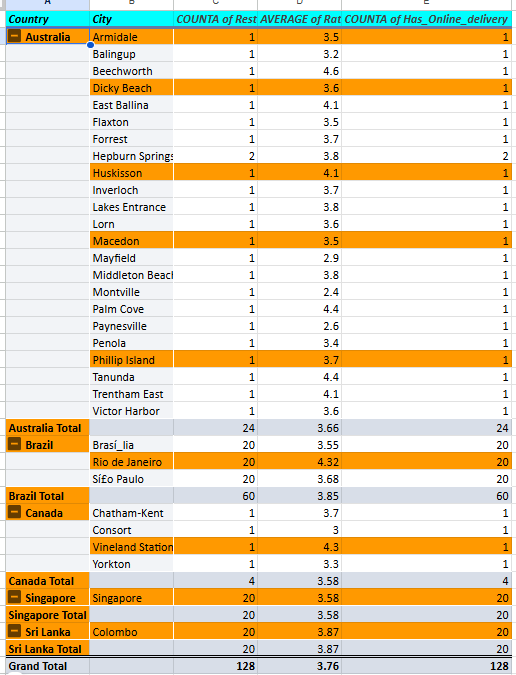 A B C D E
Country City COUNTA of Rest AVERAGE of Rat COUNTA of Has_Online_delivery
Australia Armidale 1 3.5 1
Balingup 1 3.2 1
Beechworth 1 4.6 1
Dicky Beach 1 3.6 1
East Ballina 1 4.1 1
Flaxton 1 3.5 1
Forrest 1 3.7 1
Hepburn Springs 2 3.8 2
Huskisson 1 4.1 1
Inverloch 1 3.7 1
Lakes Entrance 1 3.8 1
Lorn 1 3.6 1
Macedon 1 3.5 1
Mayfield 1 2.9 1
Middleton Beach 1 3.8 1
Montville 1 2.4 1
Palm Cove 1 4.4 1
Paynesville 1 2.6 1
Penola 1 3.4 1
Phillip Island 1 3.7 1
Tanunda 1 4.4 1
Trentham East 1 4.1 1
Victor Harbor 1 3.6 1
Australia Total 24 3.66 24
Brazil Brasí_lia 20 3.55 20
Rio de Janeiro 20 4.32 20
Sí£o Paulo 20 3.68 20
Brazil Total 60 3.85 60
Canada Chatham-Kent 1 3.7 1
Consort 1 3 1
Vineland Station 1 4.3 1
Yorkton 1 3.3 1
Canada Total 4 3.58 4
Singapore Singapore 20 3.58 20
Singapore Total 20 3.58 20
Sri Lanka Colombo 20 3.87 20
Sri Lanka Total 20 3.87 20
Grand Total 128 3.76 128